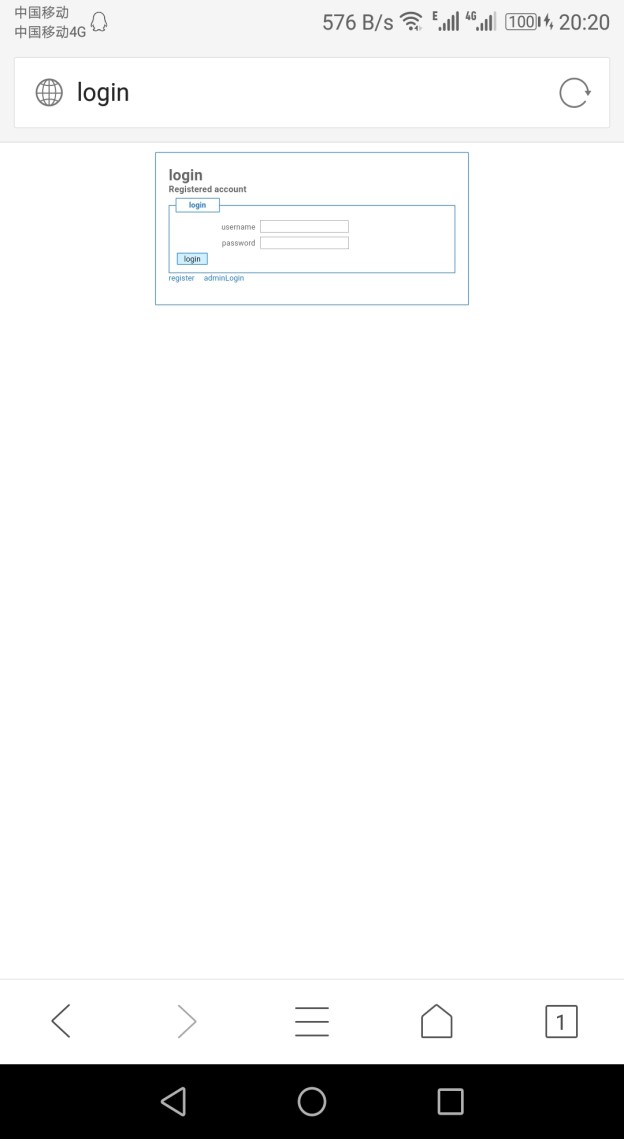 中国移动
中国移动4G
576 B/s E 4G 100 20:20
login
login
Registered account
login
username
password
login
register adminLogin
1